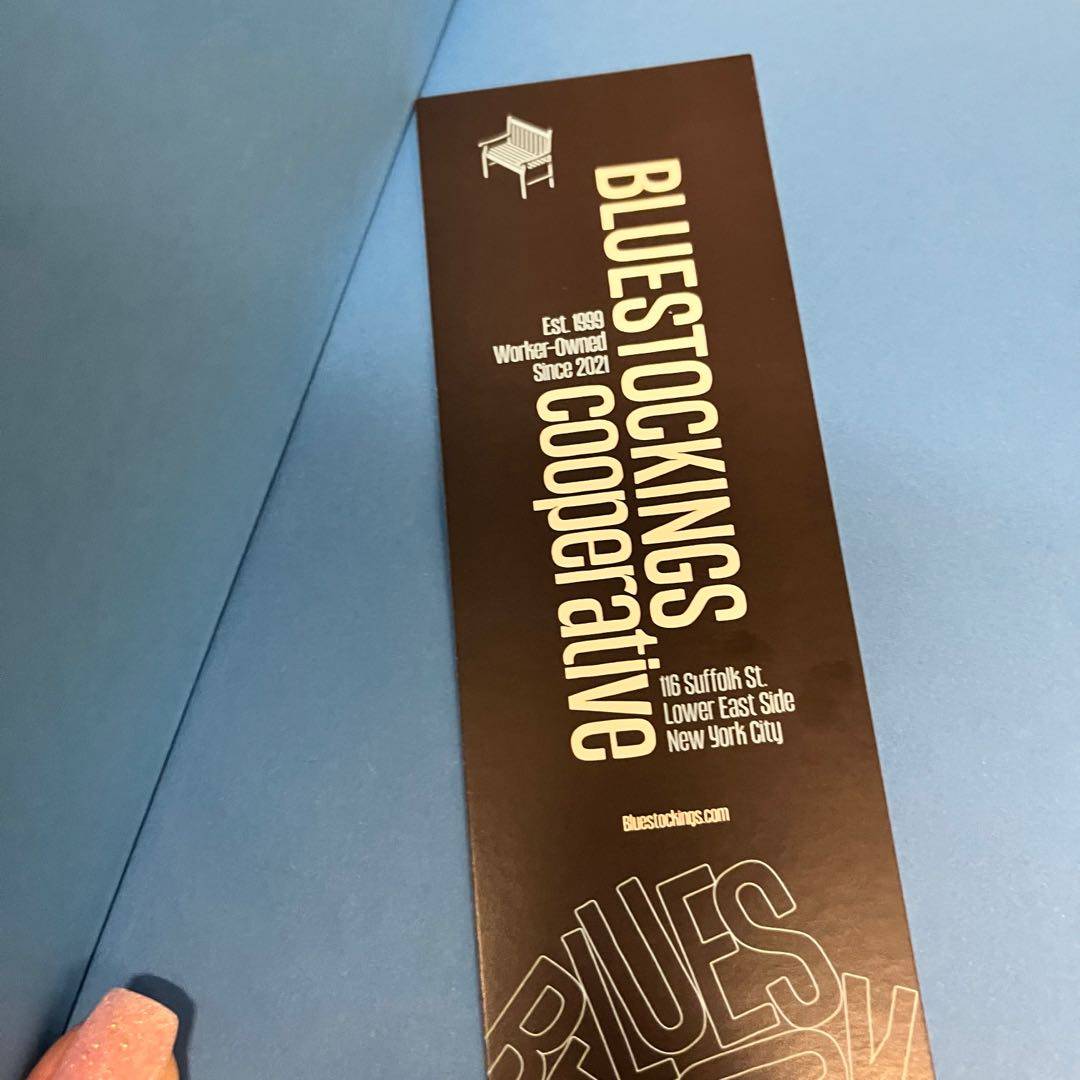 BLUESTOCKINGS
Est. 1999
Worker-Owned
Since 2021
cooperative
116 Suffolk St.
Lower East Side
New York City
Bluestockings.com
BLUES